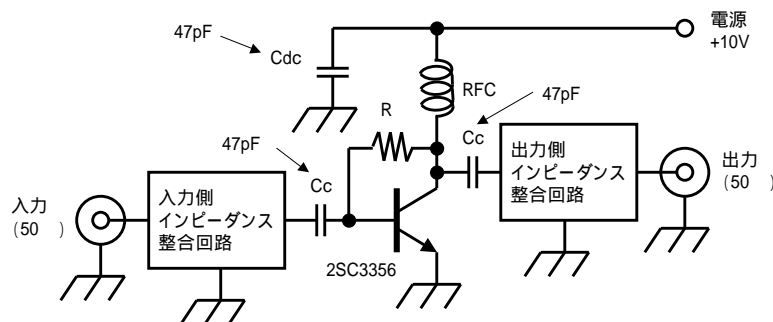 電源
+10V
47pF
Cdc
RFC
47pF
R
Cc
47pF
Cc
出力側
インピーダンス
整合回路
出力
(50　)
入力
(50　)
入力側
インピーダンス
整合回路
2SC3356